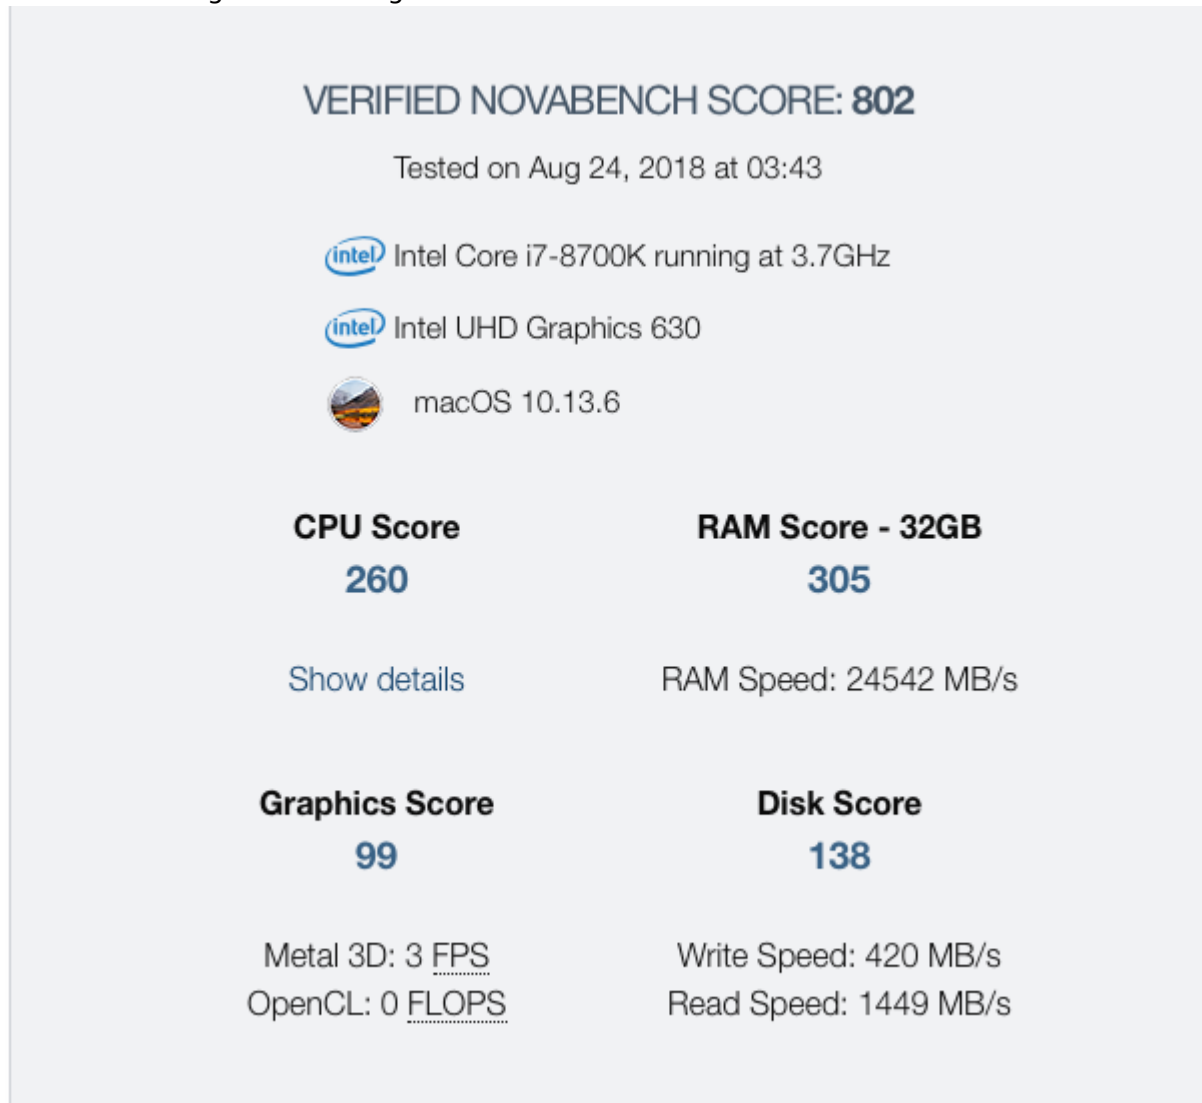 VERIFIED NOVABENCH SCORE: 802
Tested on Aug 24, 2018 at 03:43
intel Intel Core i7-8700K running at 3.7GHz
intel Intel UHD Graphics 630
macOS 10.13.6
CPU Score
260
Show details
RAM Score - 32GB
305
RAM Speed: 24542 MB/s
Graphics Score
99
Metal 3D: 3 FPS
OpenCL: 0 FLOPS
Disk Score
138
Write Speed: 420 MB/s
Read Speed: 1449 MB/s